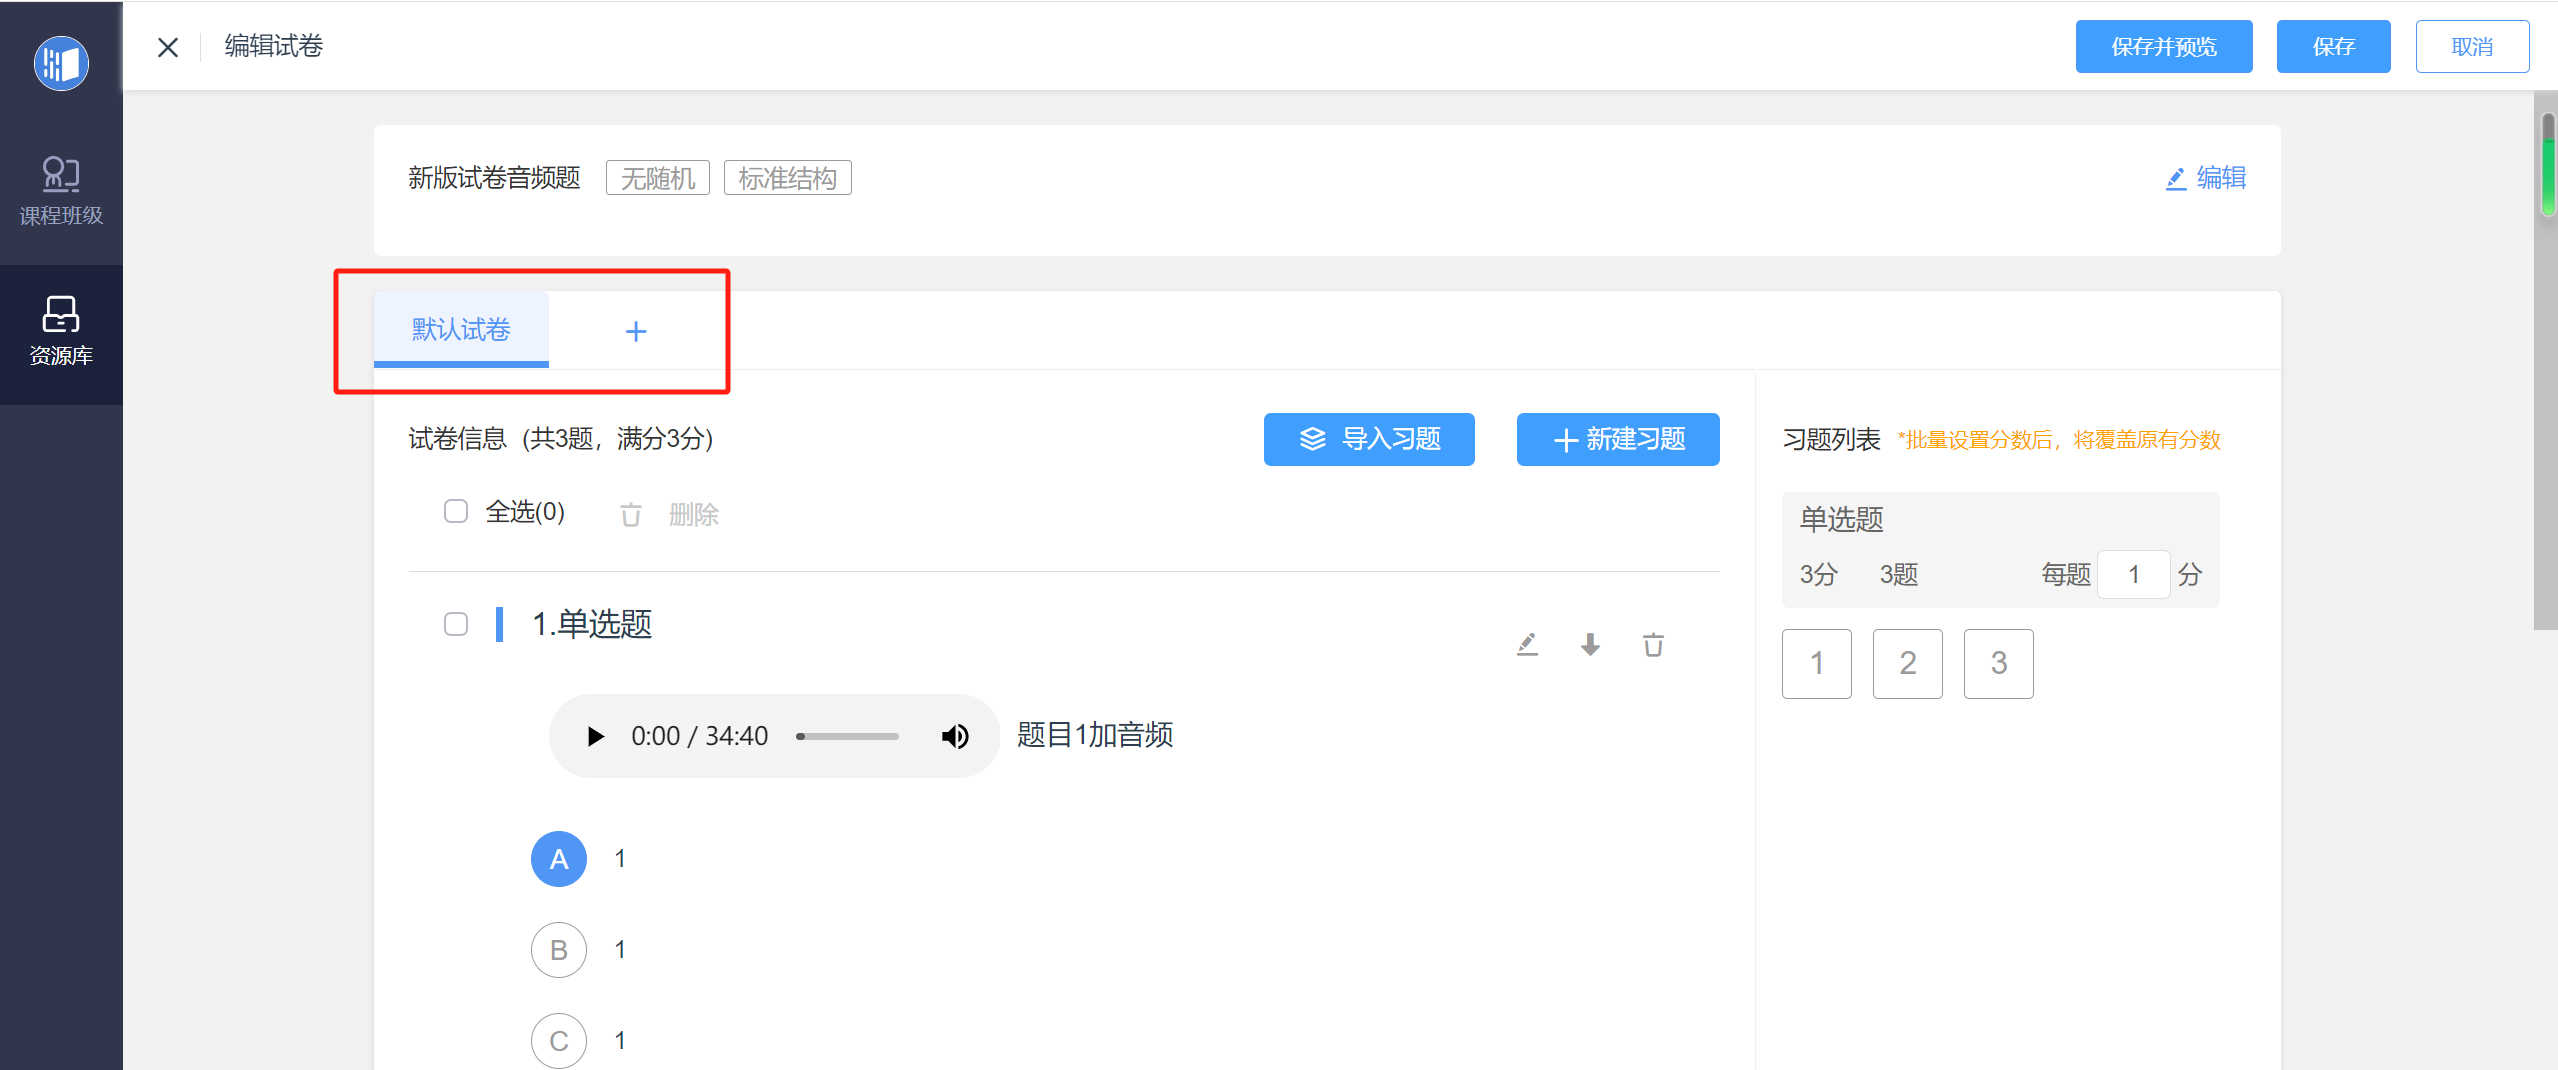 编辑试卷
保存并预览
保存
取消
课程班级
资源库
新版试卷音频题 无随机 标准结构
编辑
默认试卷 +
试卷信息（共3题，满分3分）
导入习题
新建习题
全选(0) 删除
1.单选题
0:00 / 34:40
题目1加音频
A 1
B 1
C 1
习题列表 *批量设置分数后，将覆盖原有分数
单选题
3分 3题 每题 1 分
1 2 3